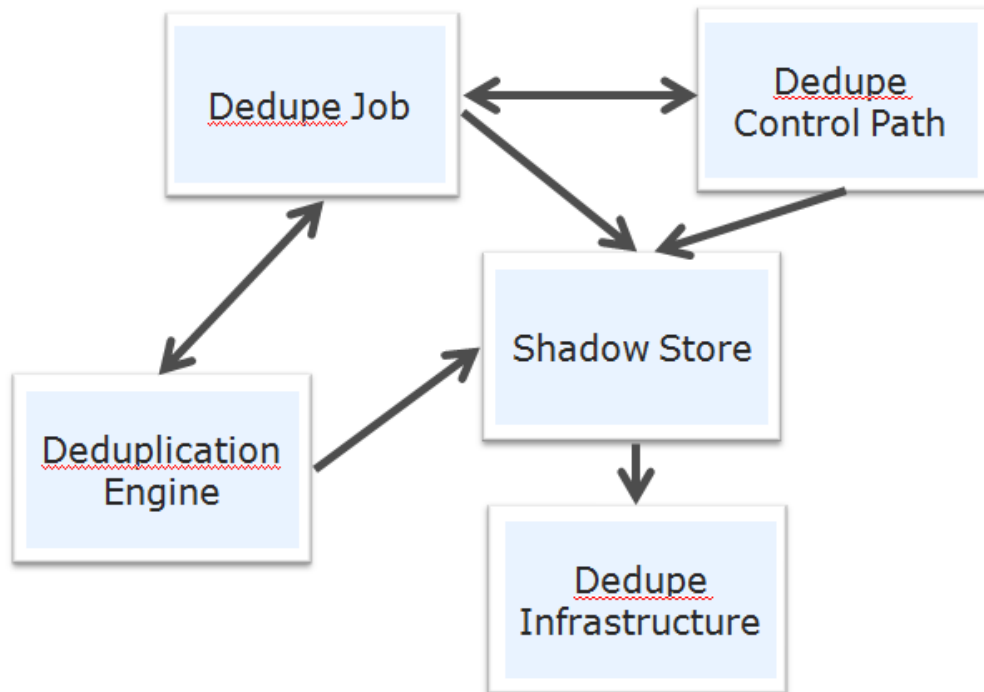 Dedupe Job
Dedupe
Control Path
Shadow Store
Deduplication
Engine
Dedupe
Infrastructure